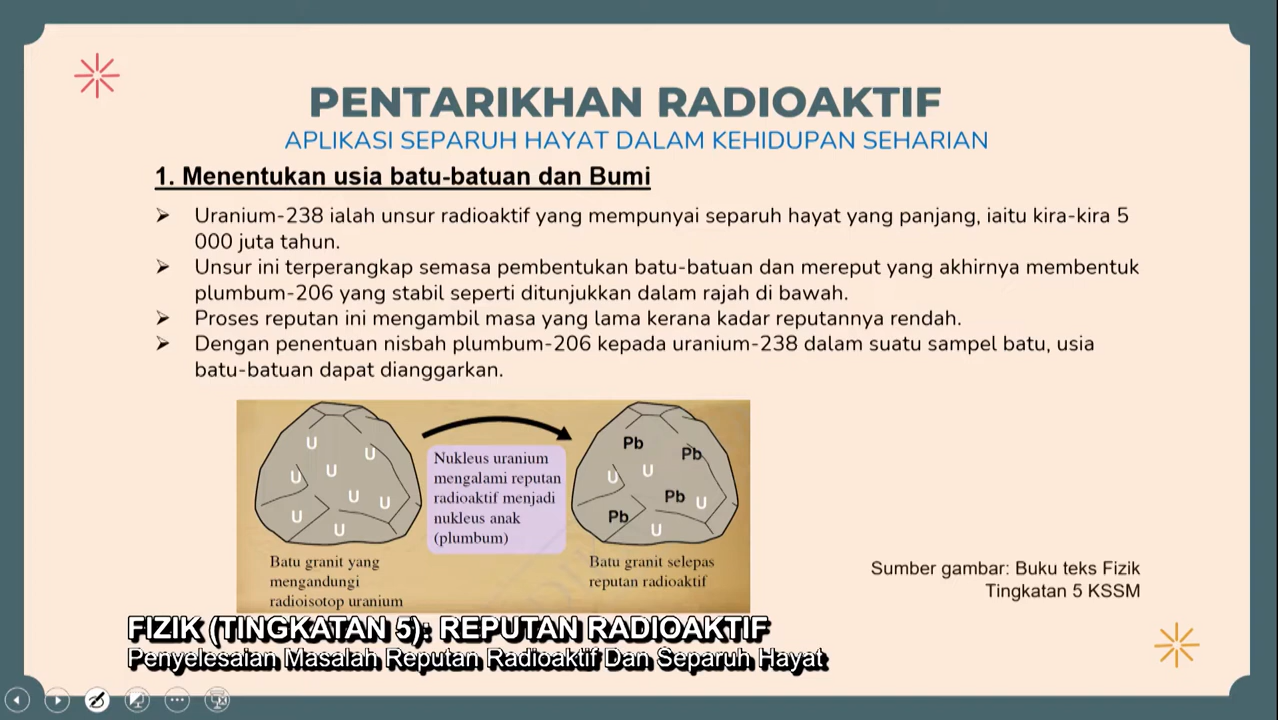 PENTARIKHAN RADIOAKTIF
APLIKASI SEPARUH HAYAT DALAM KEHIDUPAN SEHARIAN
1. Menentukan usia batu-batuan dan Bumi
➢ Uranium-238 ialah unsur radioaktif yang mempunyai separuh hayat yang panjang, iaitu kira-kira 5
000 juta tahun.
➢ Unsur ini terperangkap semasa pembentukan batu-batuan dan mereput yang akhirnya membentuk
plumbum-206 yang stabil seperti ditunjukkan dalam rajah di bawah.
➢ Proses reputan ini mengambil masa yang lama kerana kadar reputannya rendah.
➢ Dengan penentuan nisbah plumbum-206 kepada uranium-238 dalam suatu sampel batu, usia
batu-batuan dapat dianggarkan.
U
U
U
U
U
U
U
U
Nukleus uranium
mengalami reputan
radioaktif menjadi
nukleus anak
(plumbum)
Pb
Pb
U
U
Pb
U
Pb
U
Batu granit yang
mengandungi
radioisotop uranium
Batu granit selepas
reputan radioaktif
Sumber gambar: Buku teks Fizik
Tingkatan 5 KSSM
FIZIK (TINGKATAN 5): REPUTAN RADIOAKTIF
Penyelesaian Masalah Reputan Radioaktif Dan Separuh Hayat